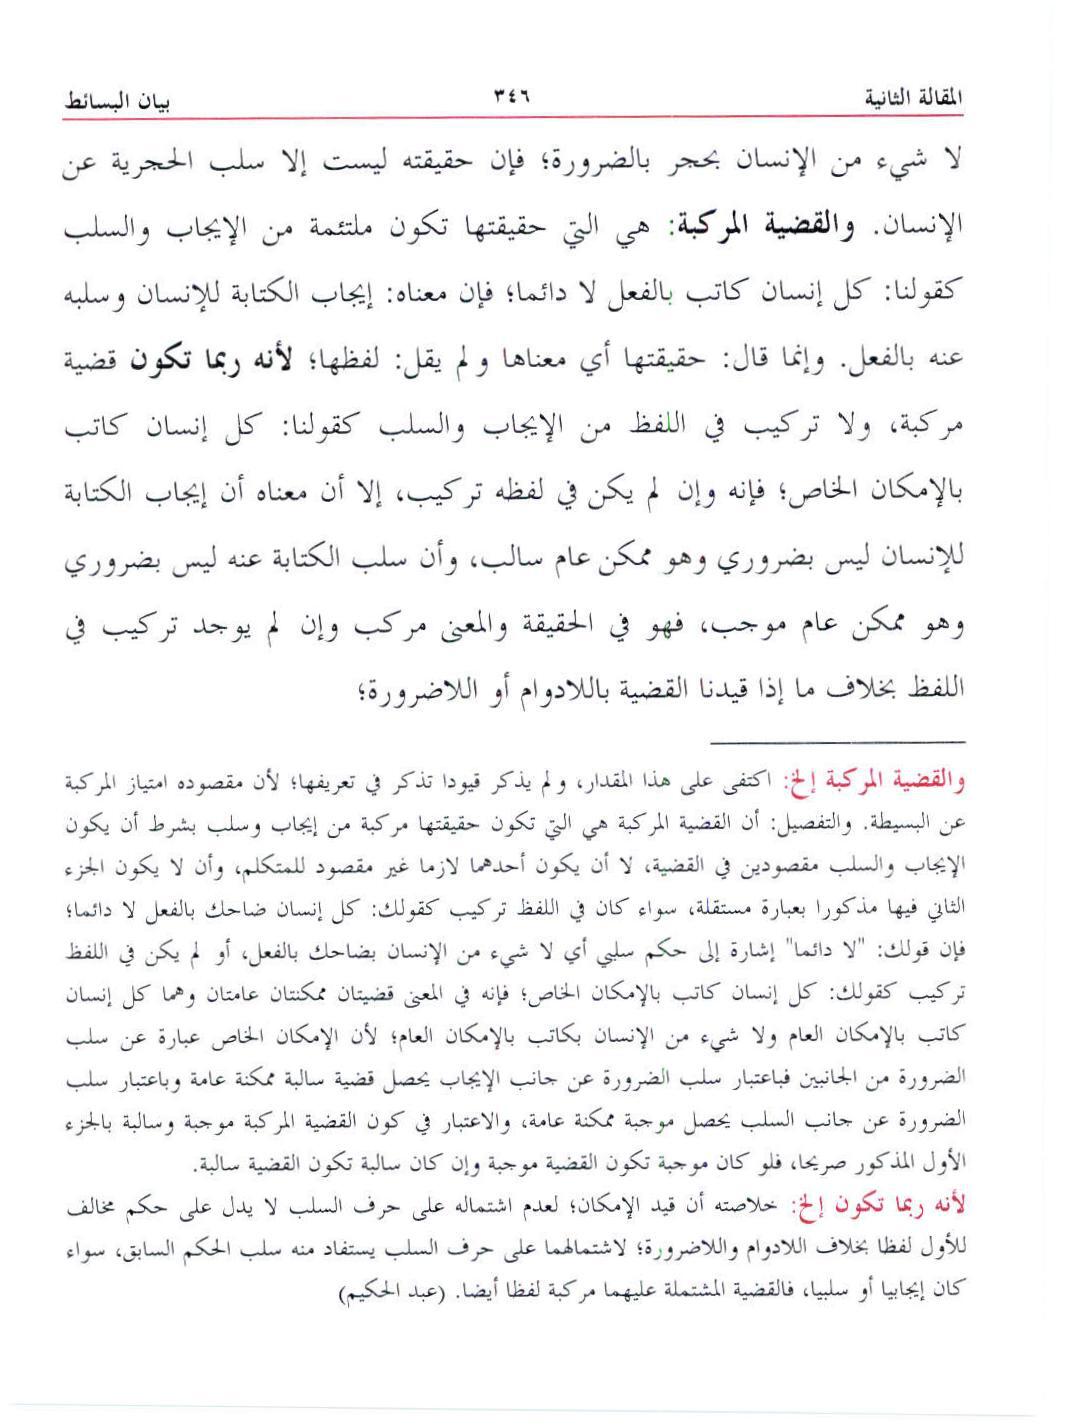 المقالة الثانية ٣٤٦ بيان البسائط
لا شيء من الإنسان بحجر بالضرورة؛ فإن حقيقته ليست إلا سلب الحجرية عن
الإنسان. والقضية المركبة: هي التي حقيقتها تكون ملتئمة من الإيجاب والسلب
كقولنا: كل إنسان كاتب بالفعل لا دائما؛ فإن معناه: إيجاب الكتابة للإنسان وسلبه
عنه بالفعل. وإنما قال: حقيقتها أي معناها و لم يقل: لفظها؛ لأنه ربما تكون قضية
مركبة، ولا تركيب في اللفظ من الإيجاب والسلب كقولنا: كل إنسان كاتب
بالإمكان الخاص؛ فإنه وإن لم يكن في لفظه تركيب، إلا أن معناه أن إيجاب الكتابة
للإنسان ليس بضروري وهو ممكن عام سالب، وأن سلب الكتابة عنه ليس بضروري
وهو ممكن عام موجب، فهو في الحقيقة والمعنى مركب وإن لم يوجد تركيب في
اللفظ بخلاف ما إذا قيدنا القضية باللادوام أو اللاضرورة؛
والقضية المركبة إلخ: اكتفى على هذا المقدار، و لم يذكر قيودا تذكر في تعريفها؛ لأن مقصوده امتياز المركبة
عن البسيطة. والتفصيل: أن القضية المركبة هي التي تكون حقيقتها مركبة من إيجاب وسلب بشرط أن يكون
الإيجاب والسلب مقصودين في القضية، لا أن يكون أحدهما لازما غير مقصود للمتكلم، وأن لا يكون الجزء
الثاني فيها مذكورا بعبارة مستقلة، سواء كان في اللفظ تركيب كقولك: كل إنسان ضاحك بالفعل لا دائما؛
فإن قولك: "لا دائما" إشارة إلى حكم سلبي أي لا شيء من الإنسان بضاحك بالفعل، أو لم يكن في اللفظ
تركيب كقولك: كل إنسان كاتب بالإمكان الخاص؛ فإنه في المعنى قضيتان ممكنتان عامتان وهما كل إنسان
كاتب بالإمكان العام ولا شيء من الإنسان بكاتب بالإمكان العام؛ لأن الإمكان الخاص عبارة عن سلب
الضرورة من الجانبين فباعتبار سلب الضرورة عن جانب الإيجاب يحصل قضية سالبة ممكنة عامة وباعتبار سلب
الضرورة عن جانب السلب يحصل موجبة ممكنة عامة، والاعتبار في كون القضية المركبة موجبة وسالبة بالجزء
الأول المذكور صريحا، فلو كان موجبة تكون القضية موجبة وإن كان سالبة تكون القضية سالبة.
لأنه ربما تكون إلخ: خلاصته أن قيد الإمكان؛ لعدم اشتماله على حرف السلب لا يدل على حكم مخالف
للأول لفظا بخلاف اللادوام واللاضرورة؛ لاشتمالهما على حرف السلب يستفاد منه سلب الحكم السابق، سواء
كان إيجابيا أو سلبيا، فالقضية المشتملة عليهما مركبة لفظا أيضا. (عبد الحكيم)